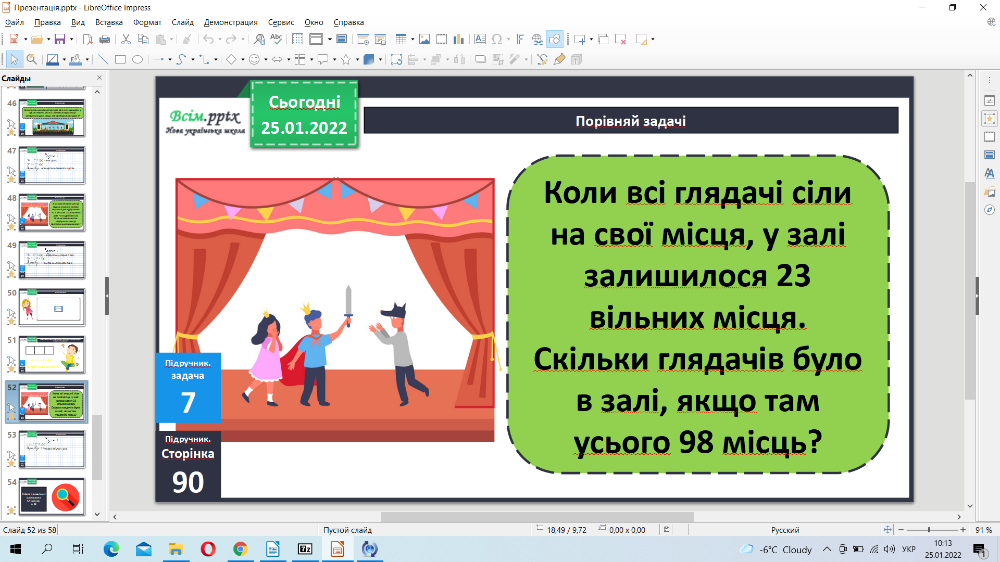 Презентація.pptx - LibreOffice Impress
Файл Правка Вид Вставка Формат Слайд Демонстрация Сервис Окно Справка
Слайды
46
47
48
49
50
51
52
53
54
Всім.pptx
Нова українська школа
Сьогодні
25.01.2022
Порівняй задачі
Коли всі глядачі сіли
на свої місця, у залі
залишилося 23
вільних місця.
Скільки глядачів було
в залі, якщо там
усього 98 місць?
Підручник.
задача
7
Підручник.
Сторінка
90
Слайд 52 из 58
Пустой слайд
18,49 / 9,72
0,00 x 0,00
Русский
91 %
-6°C Cloudy
УКР
10:13
25.01.2022
1